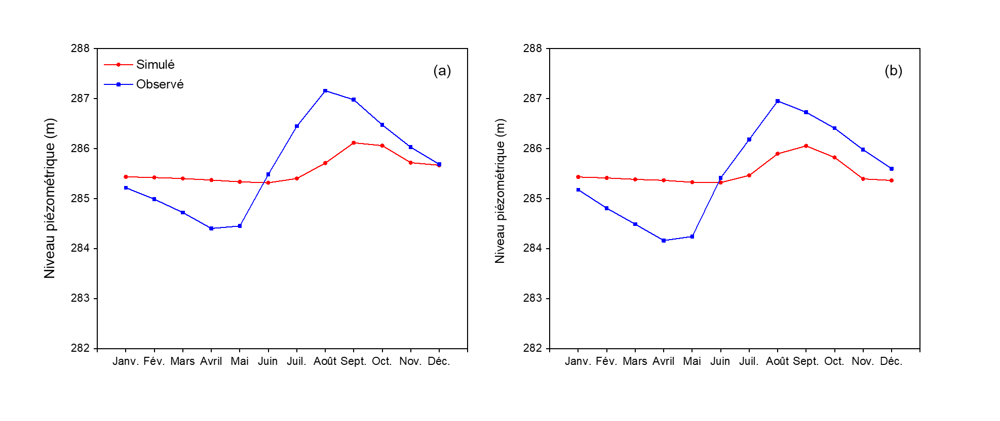 Simulé
Observé
(a)
Niveau piézométrique (m)
288
287
286
285
284
283
282
Janv. Fév. Mars Avril Mai Juin Juil. Août Sept. Oct. Nov. Déc.
(b)
Niveau piézométrique (m)
288
287
286
285
284
283
282
Janv. Fév. Mars Avril Mai Juin Juil. Août Sept. Oct. Nov. Déc.